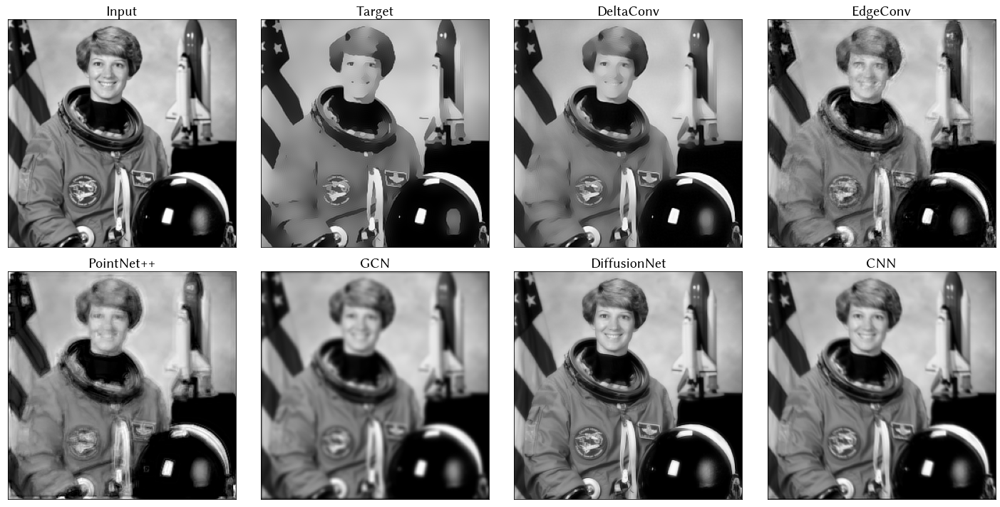 Input
Target
DeltaConv
EdgeConv
PointNet++
GCN
DiffusionNet
CNN